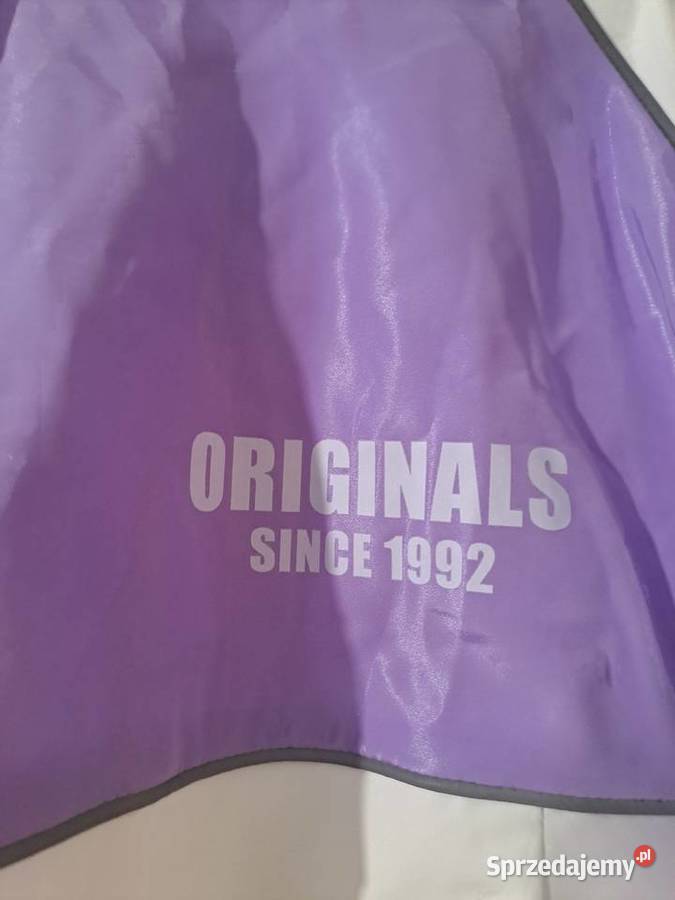 ORIGINALS
SINCE 1992
Sprzedajemy.pl